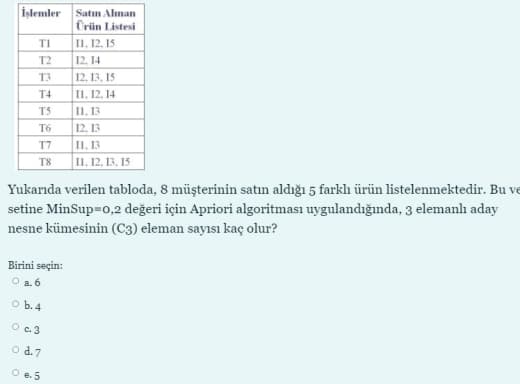 İşlemler Satın Alınan Ürün Listesi
T1 I1, I2, I5
T2 I2, I4
T3 I2, I3, I5
T4 I1, I2, I4
T5 I1, I3
T6 I2, I3
T7 I1, I3
T8 I1, I2, I3, I5
Yukarıda verilen tabloda, 8 müşterinin satın aldığı 5 farklı ürün listelenmektedir. Bu ve
setine MinSup=0,2 değeri için Apriori algoritması uygulandığında, 3 elemanlı aday
nesne kümesinin (C3) eleman sayısı kaç olur?
Birini seçin:
a. 6
b. 4
c. 3
d. 7
e. 5